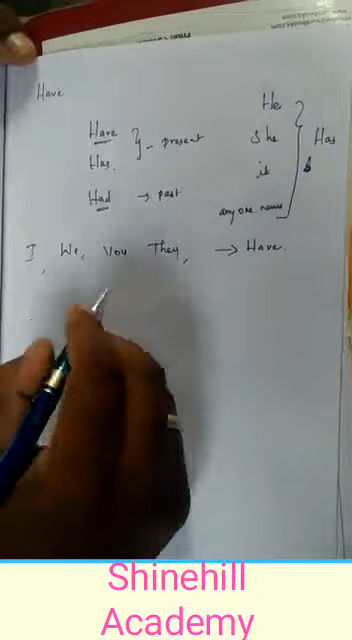 Have
Have
Has.
} - present
Had → past
He
She
it
any one name
} Has
I, We, You They, → Have.
Shinehill
Academy